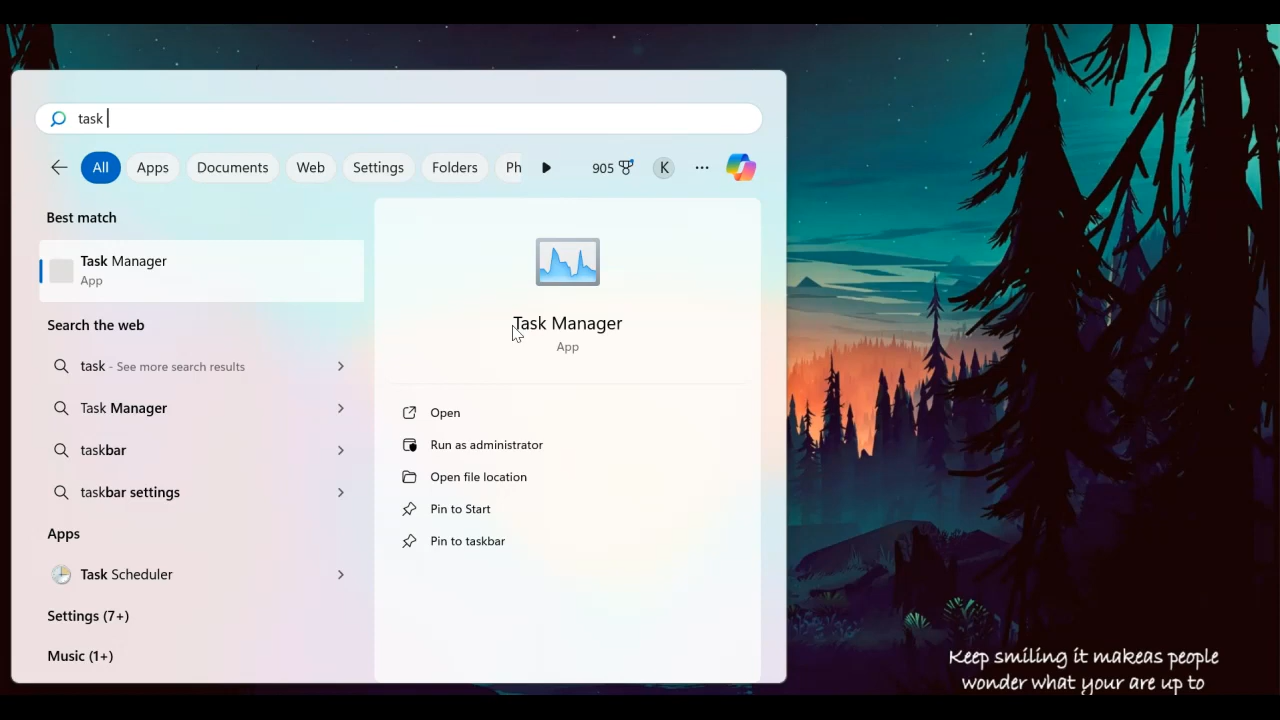 task
All Apps Documents Web Settings Folders Ph 905 K
Best match
Task Manager
App
Search the web
task - See more search results
Task Manager
taskbar
taskbar settings
Apps
Task Scheduler
Settings (7+)
Music (1+)
Task Manager
App
Open
Run as administrator
Open file location
Pin to Start
Pin to taskbar
Keep smiling it makeas people
wonder what your are up to